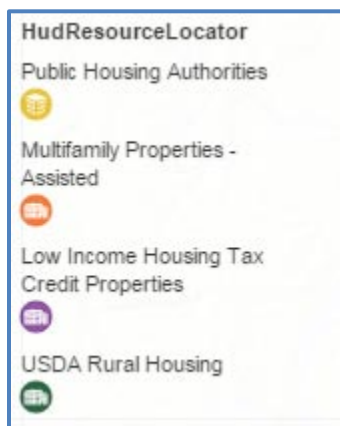 HudResourceLocator
Public Housing Authorities
Multifamily Properties -
Assisted
Low Income Housing Tax
Credit Properties
USDA Rural Housing